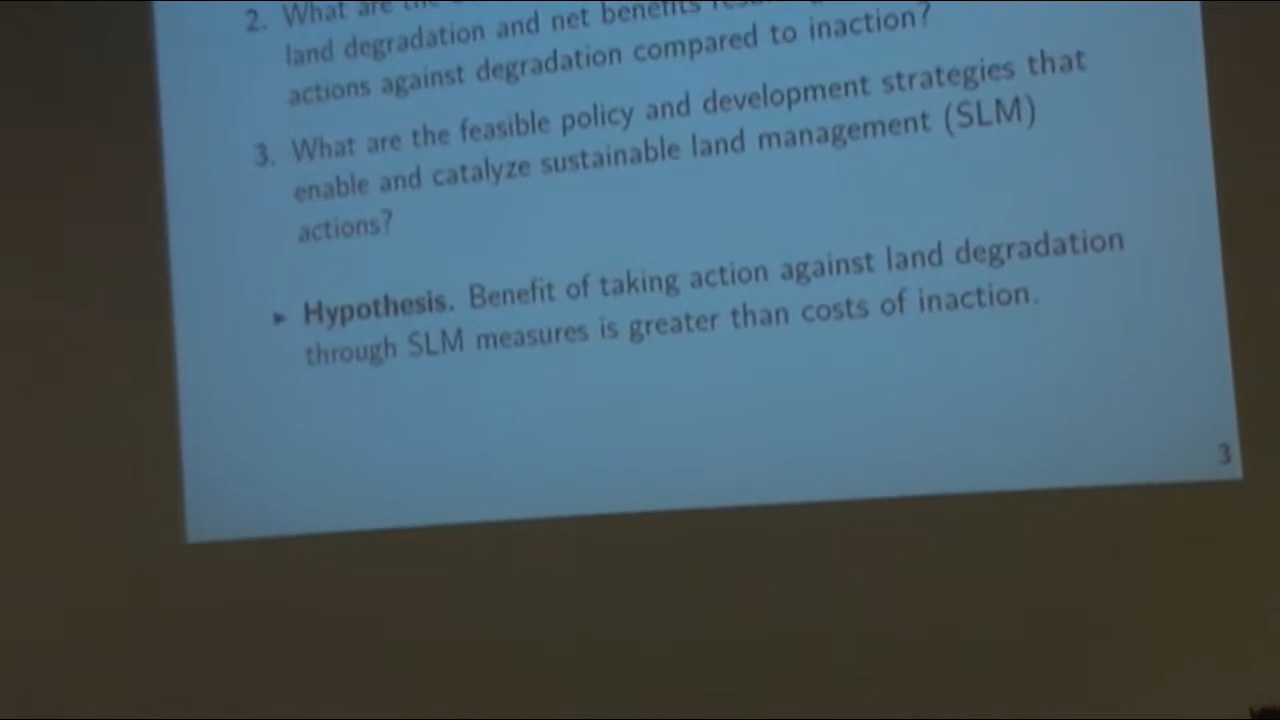 2. What are the
land degradation and net benefits
actions against degradation compared to inaction?
3. What are the feasible policy and development strategies that
enable and catalyze sustainable land management (SLM)
actions?
▸ Hypothesis. Benefit of taking action against land degradation
through SLM measures is greater than costs of inaction.
3